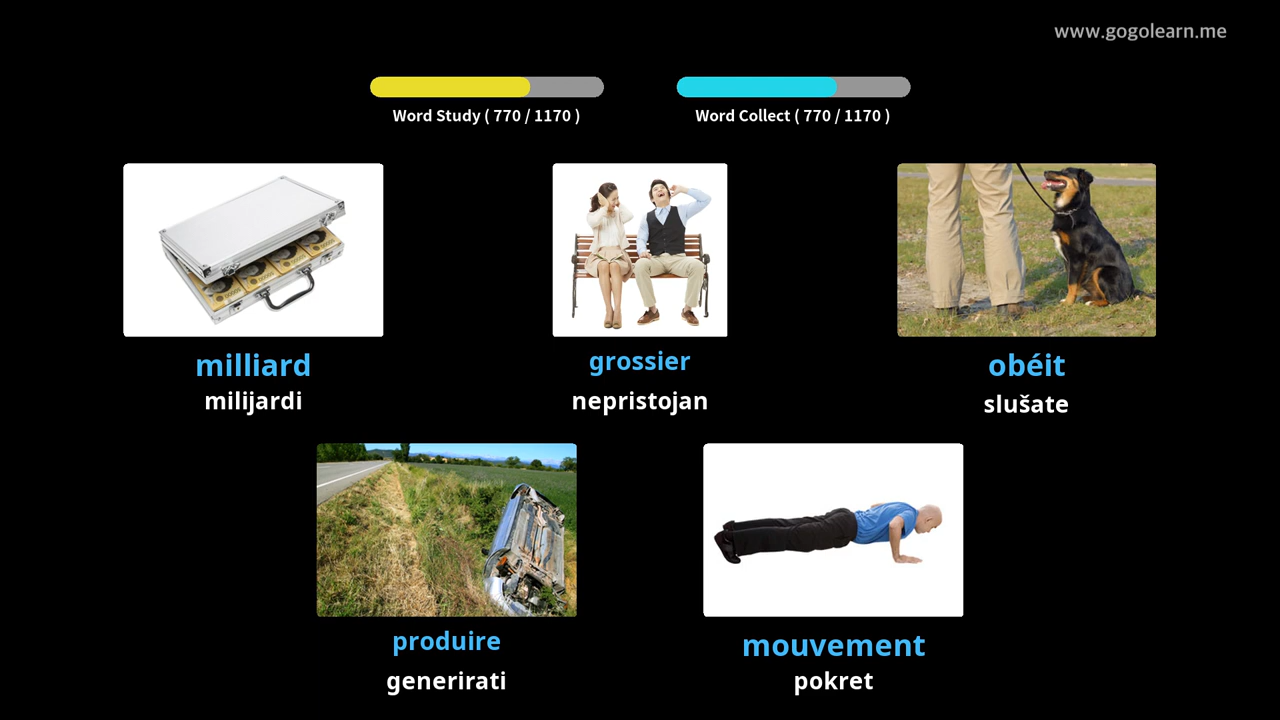 www.gogolearn.me
Word Study ( 770 / 1170 )
Word Collect ( 770 / 1170 )
milliard
milijardi
grossier
nepristojan
obéit
slušate
produire
generirati
mouvement
pokret